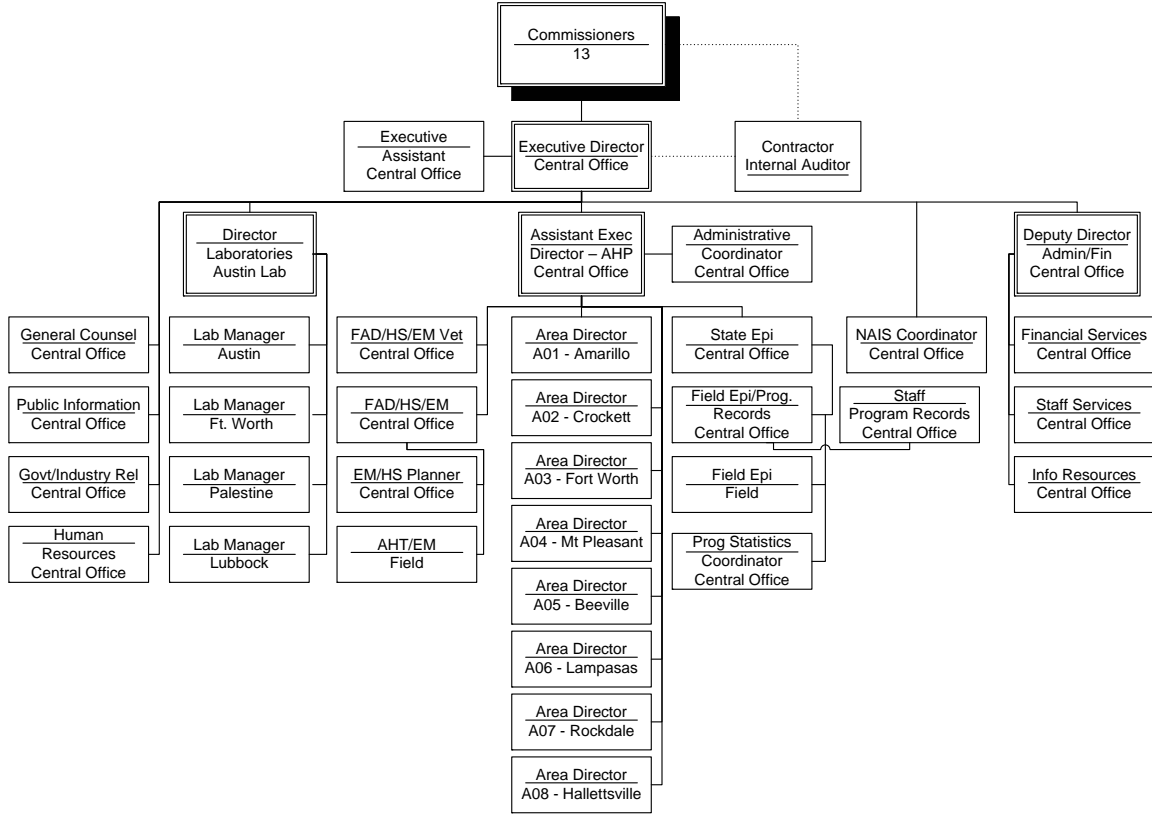 Commissioners
13
Executive
Assistant
Central Office
Executive Director
Central Office
Contractor
Internal Auditor
Director
Laboratories
Austin Lab
Assistant Exec
Director – AHP
Central Office
Administrative
Coordinator
Central Office
Deputy Director
Admin/Fin
Central Office
General Counsel
Central Office
Public Information
Central Office
Govt/Industry Rel
Central Office
Human
Resources
Central Office
Lab Manager
Austin
Lab Manager
Ft. Worth
Lab Manager
Palestine
Lab Manager
Lubbock
FAD/HS/EM Vet
Central Office
FAD/HS/EM
Central Office
EM/HS Planner
Central Office
AHT/EM
Field
Area Director
A01 - Amarillo
Area Director
A02 - Crockett
Area Director
A03 - Fort Worth
Area Director
A04 - Mt Pleasant
Area Director
A05 - Beeville
Area Director
A06 - Lampasas
Area Director
A07 - Rockdale
Area Director
A08 - Hallettsville
State Epi
Central Office
Field Epi/Prog.
Records
Central Office
Field Epi
Field
Prog Statistics
Coordinator
Central Office
NAIS Coordinator
Central Office
Staff
Program Records
Central Office
Financial Services
Central Office
Staff Services
Central Office
Info Resources
Central Office